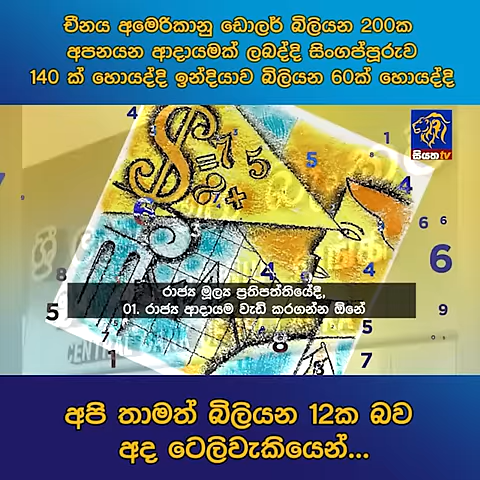 චීනය අමෙරිකානු ඩොලර් බිලියන 200ක
අපනයන ආදායමක් ලබද්දි සිංගප්පූරුව
140 ක් හොයද්දි ඉන්දියාව බිලියන 60ක් හොයද්දි
සියත tv
රාජ්‍ය මූල්‍ය ප්‍රතිපත්තියේදී,
01. රාජ්‍ය ආදායම වැඩි කරගන්න ඕනේ
අපි තාමත් බිලියන 12ක බව
අද ටෙලිවැකියෙන්...